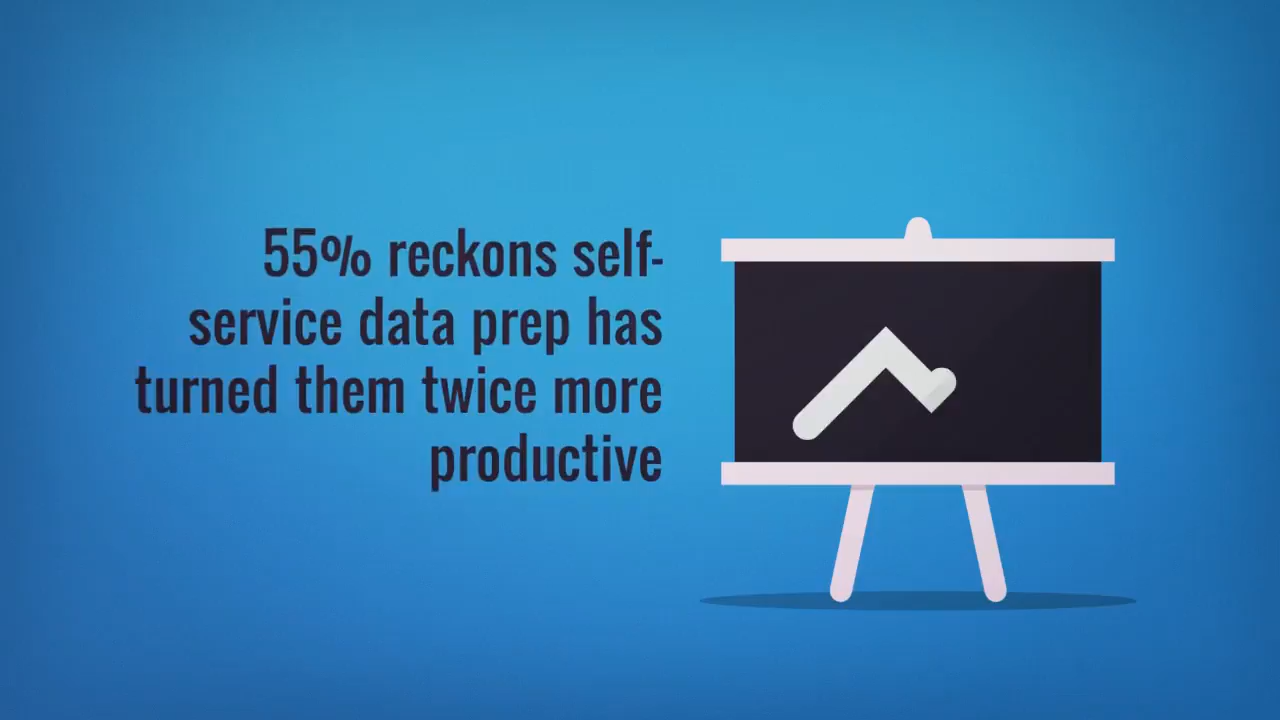 55% reckons self-
service data prep has
turned them twice more
productive